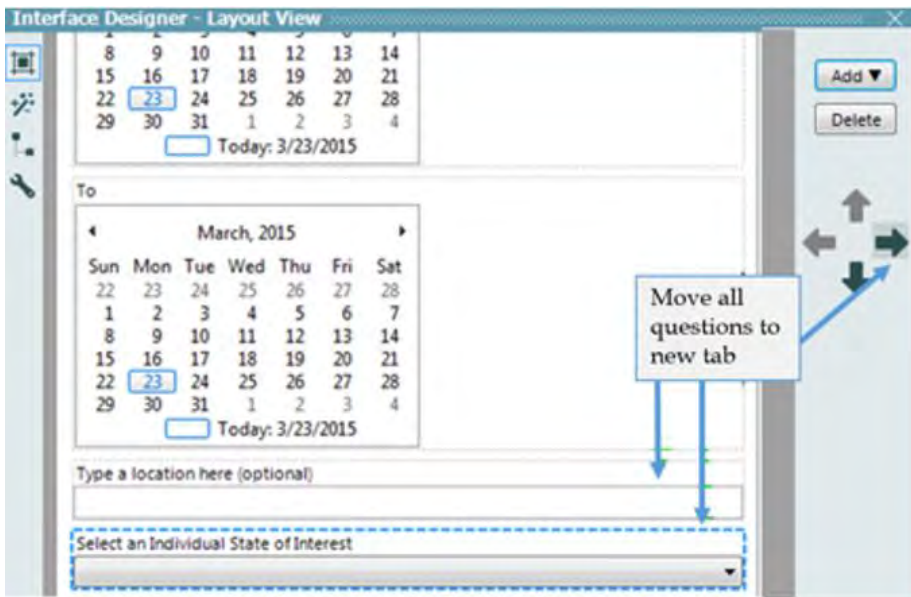 Interface Designer - Layout View
8 9 10 11 12 13 14
15 16 17 18 19 20 21
22 23 24 25 26 27 28
29 30 31 1 2 3 4
Today: 3/23/2015
Add ▼
Delete
To
March, 2015
Sun Mon Tue Wed Thu Fri Sat
22 23 24 25 26 27 28
1 2 3 4 5 6 7
8 9 10 11 12 13 14
15 16 17 18 19 20 21
22 23 24 25 26 27 28
29 30 31 1 2 3 4
Today: 3/23/2015
Move all
questions to
new tab
Type a location here (optional)
Select an Individual State of Interest